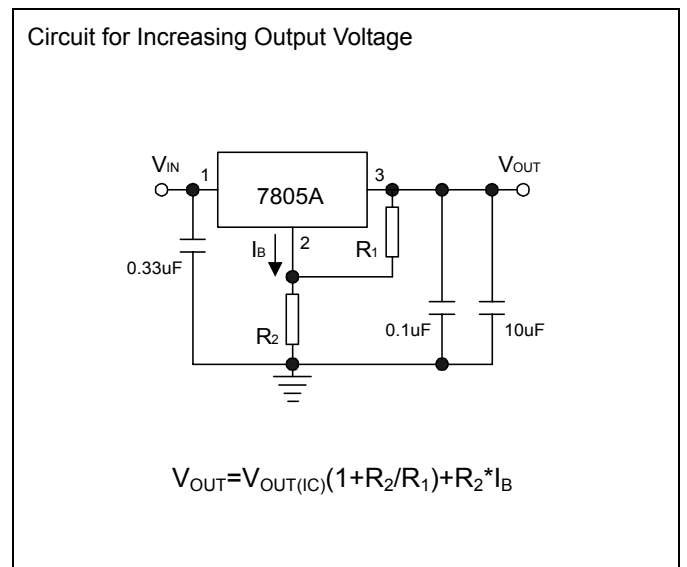 Circuit for Increasing Output Voltage
VIN
VOUT
1
7805A
3
IB
2
R1
0.33uF
R2
0.1uF
10uF
VOUT=VOUT(IC)(1+R2/R1)+R2*IB